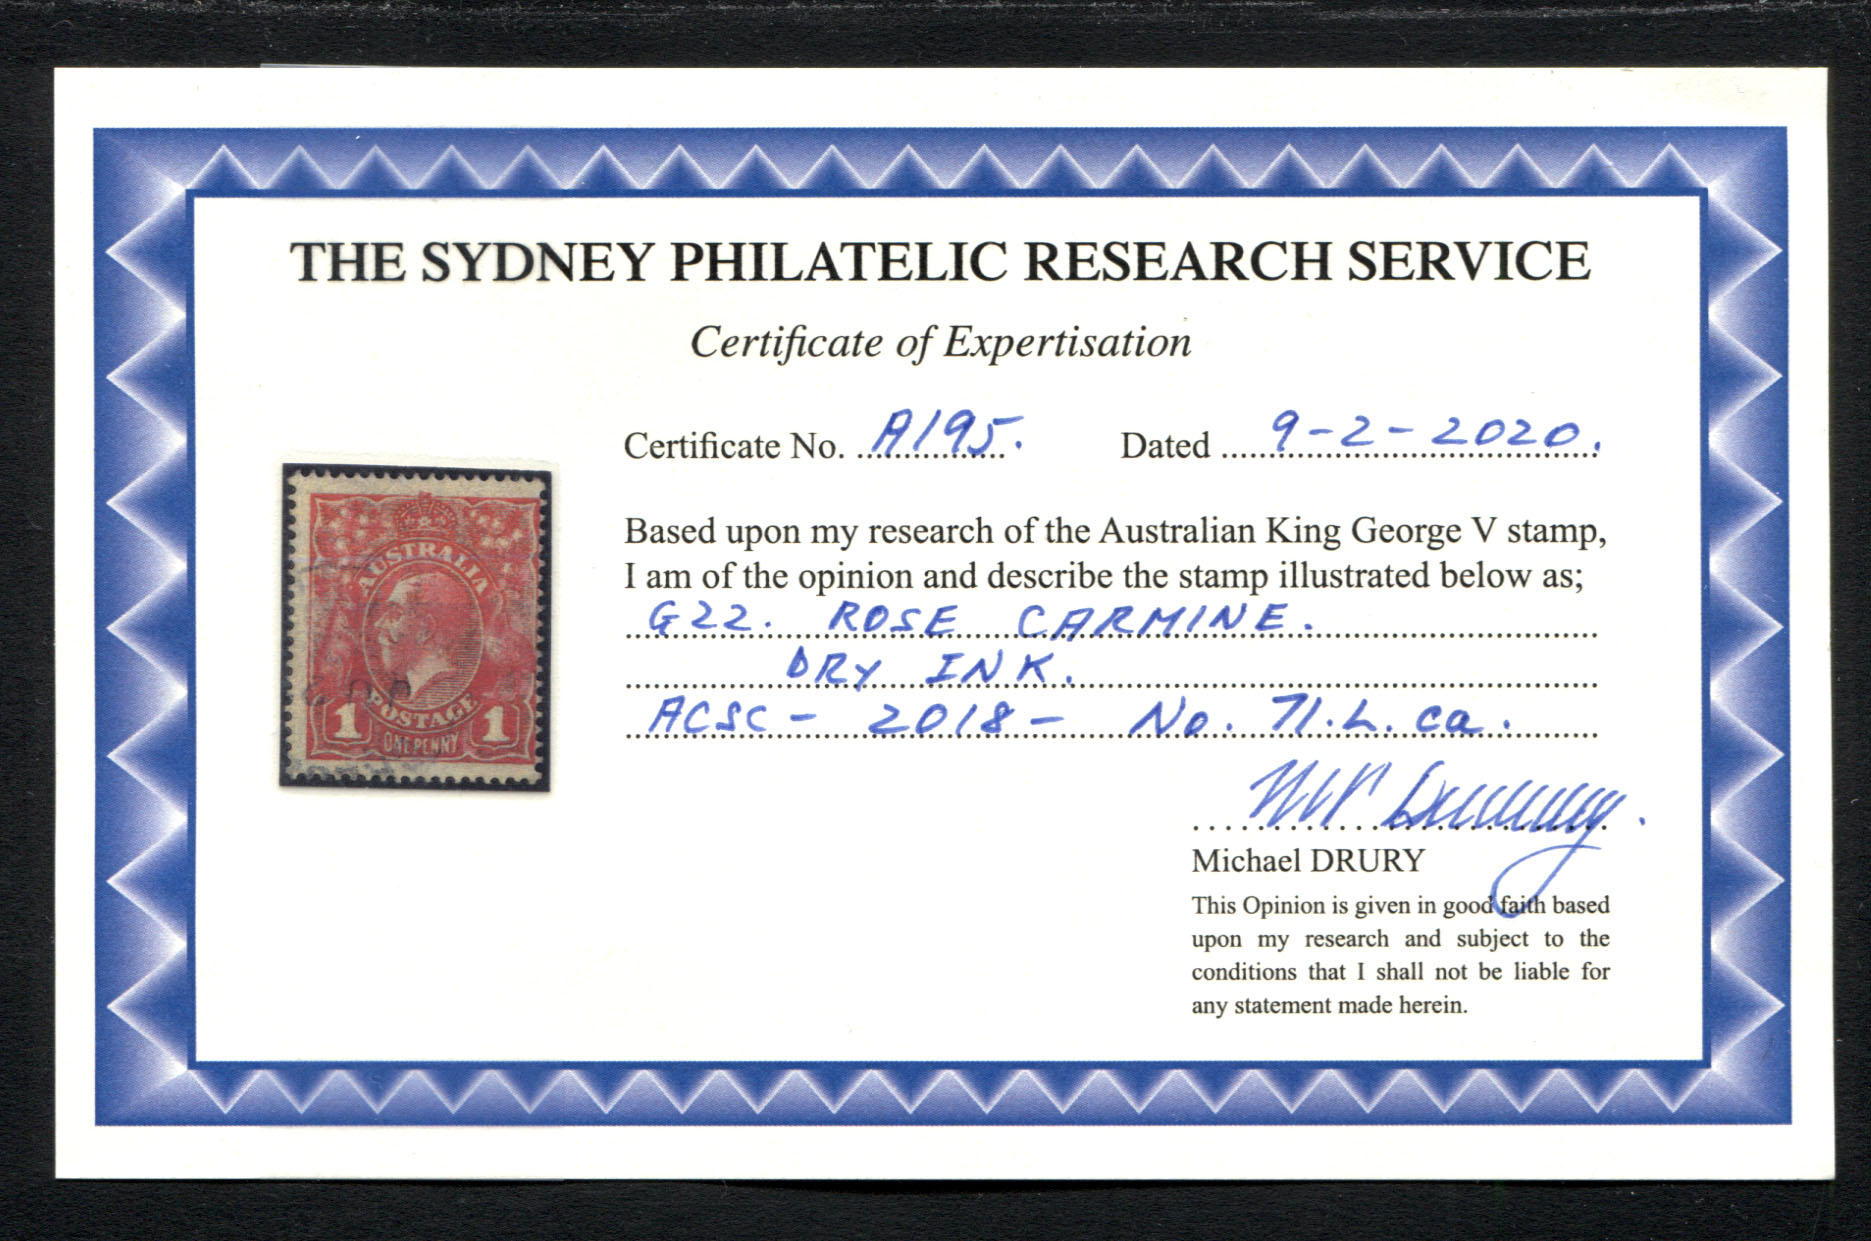 THE SYDNEY PHILATELIC RESEARCH SERVICE
Certificate of Expertisation
Certificate No. A195. Dated 9-2-2020.
Based upon my research of the Australian King George V stamp,
I am of the opinion and describe the stamp illustrated below as;
G22. ROSE CARMINE.
DRY INK.
ACSC - 2018 - No. 71.L.ca.
AUSTRALIA
POSTAGE
1 ONE PENNY 1
M P Drury.
Michael DRURY
This Opinion is given in good faith based
upon my research and subject to the
conditions that I shall not be liable for
any statement made herein.